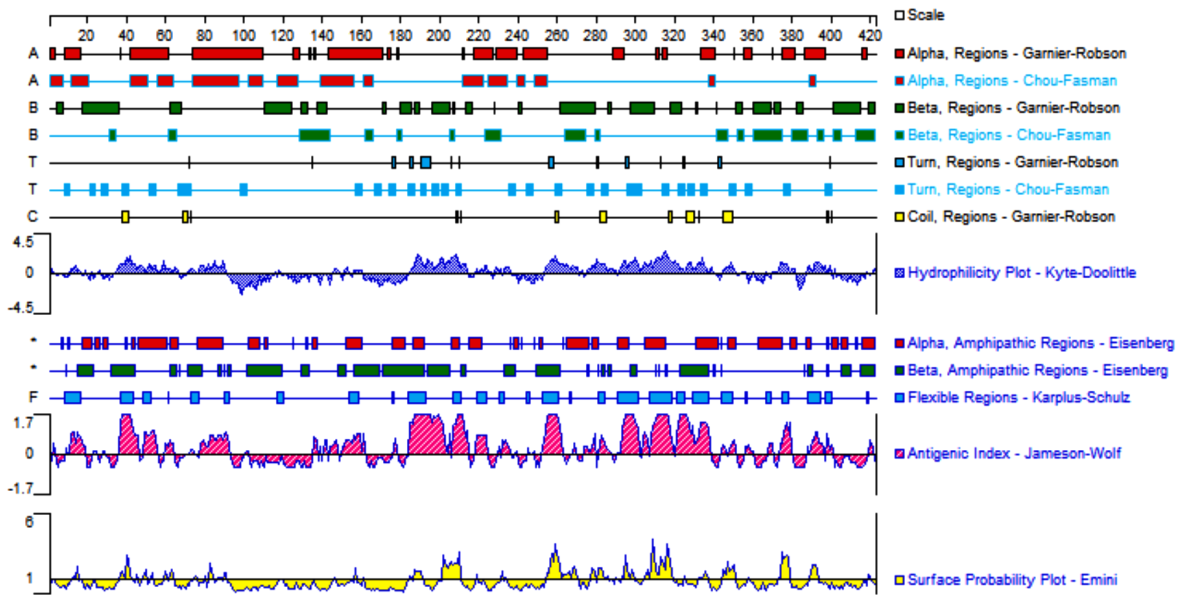 Scale
20 40 60 80 100 120 140 160 180 200 220 240 260 280 300 320 340 360 380 400
A Alpha, Regions - Garnier-Robson
A Alpha, Regions - Chou-Fasman
B Beta, Regions - Garnier-Robson
B Beta, Regions - Chou-Fasman
T Turn, Regions - Garnier-Robson
T Turn, Regions - Chou-Fasman
C Coil, Regions - Garnier-Robson
4.5
0 Hydrophilicity Plot - Kyte-Doolittle
-4.5
* Alpha, Amphipathic Regions - Eisenberg
* Beta, Amphipathic Regions - Eisenberg
F Flexible Regions - Karplus-Schulz
1.7
0 Antigenic Index - Jameson-Wolf
-1.7
6
1 Surface Probability Plot - Emini